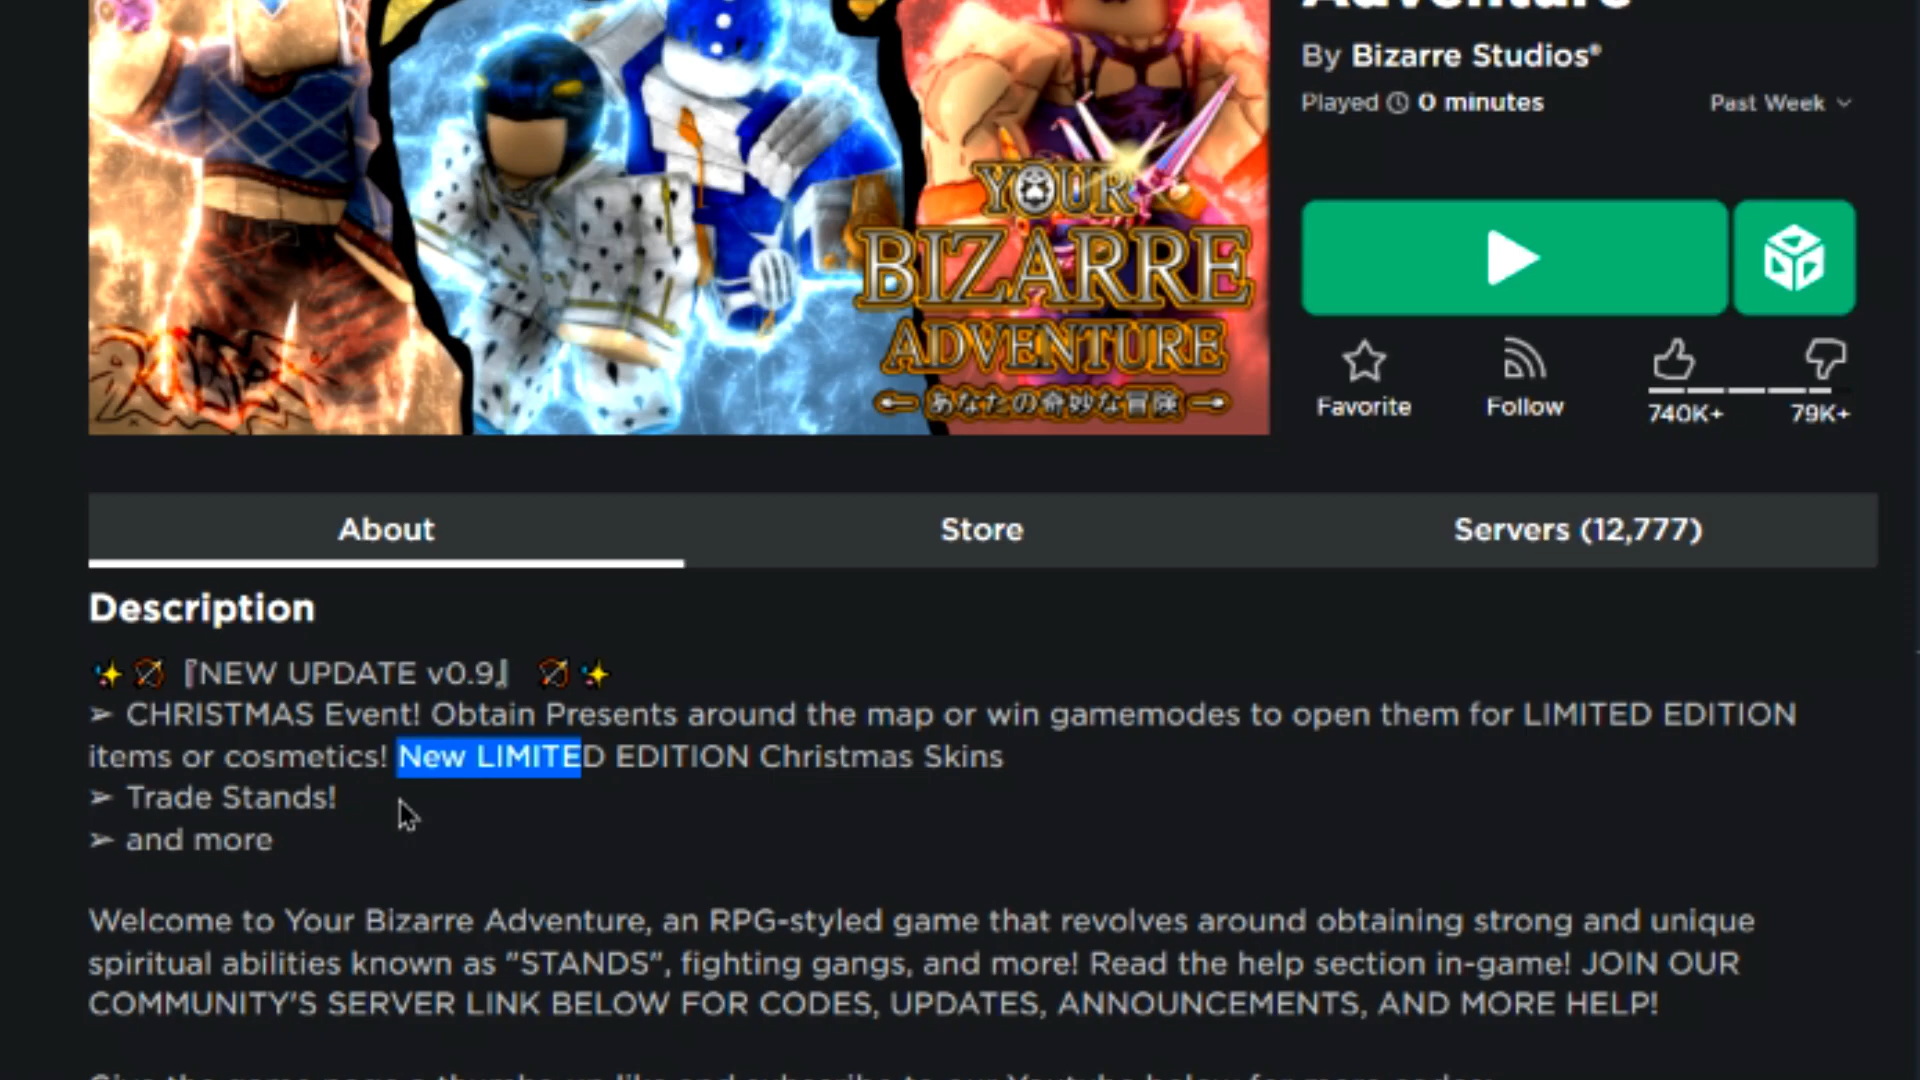 Adventure
By Bizarre Studios®
Played 0 minutes
Past Week
YOUR
BIZARRE
ADVENTURE
あなたの奇妙な冒険
Favorite
Follow
740K+
79K+
About
Store
Servers (12,777)
Description
✨🏹『NEW UPDATE v0.9』 🏹✨
➢ CHRISTMAS Event! Obtain Presents around the map or win gamemodes to open them for LIMITED EDITION
items or cosmetics! New LIMITED EDITION Christmas Skins
➢ Trade Stands!
➢ and more
Welcome to Your Bizarre Adventure, an RPG-styled game that revolves around obtaining strong and unique
spiritual abilities known as "STANDS", fighting gangs, and more! Read the help section in-game! JOIN OUR
COMMUNITY'S SERVER LINK BELOW FOR CODES, UPDATES, ANNOUNCEMENTS, AND MORE HELP!